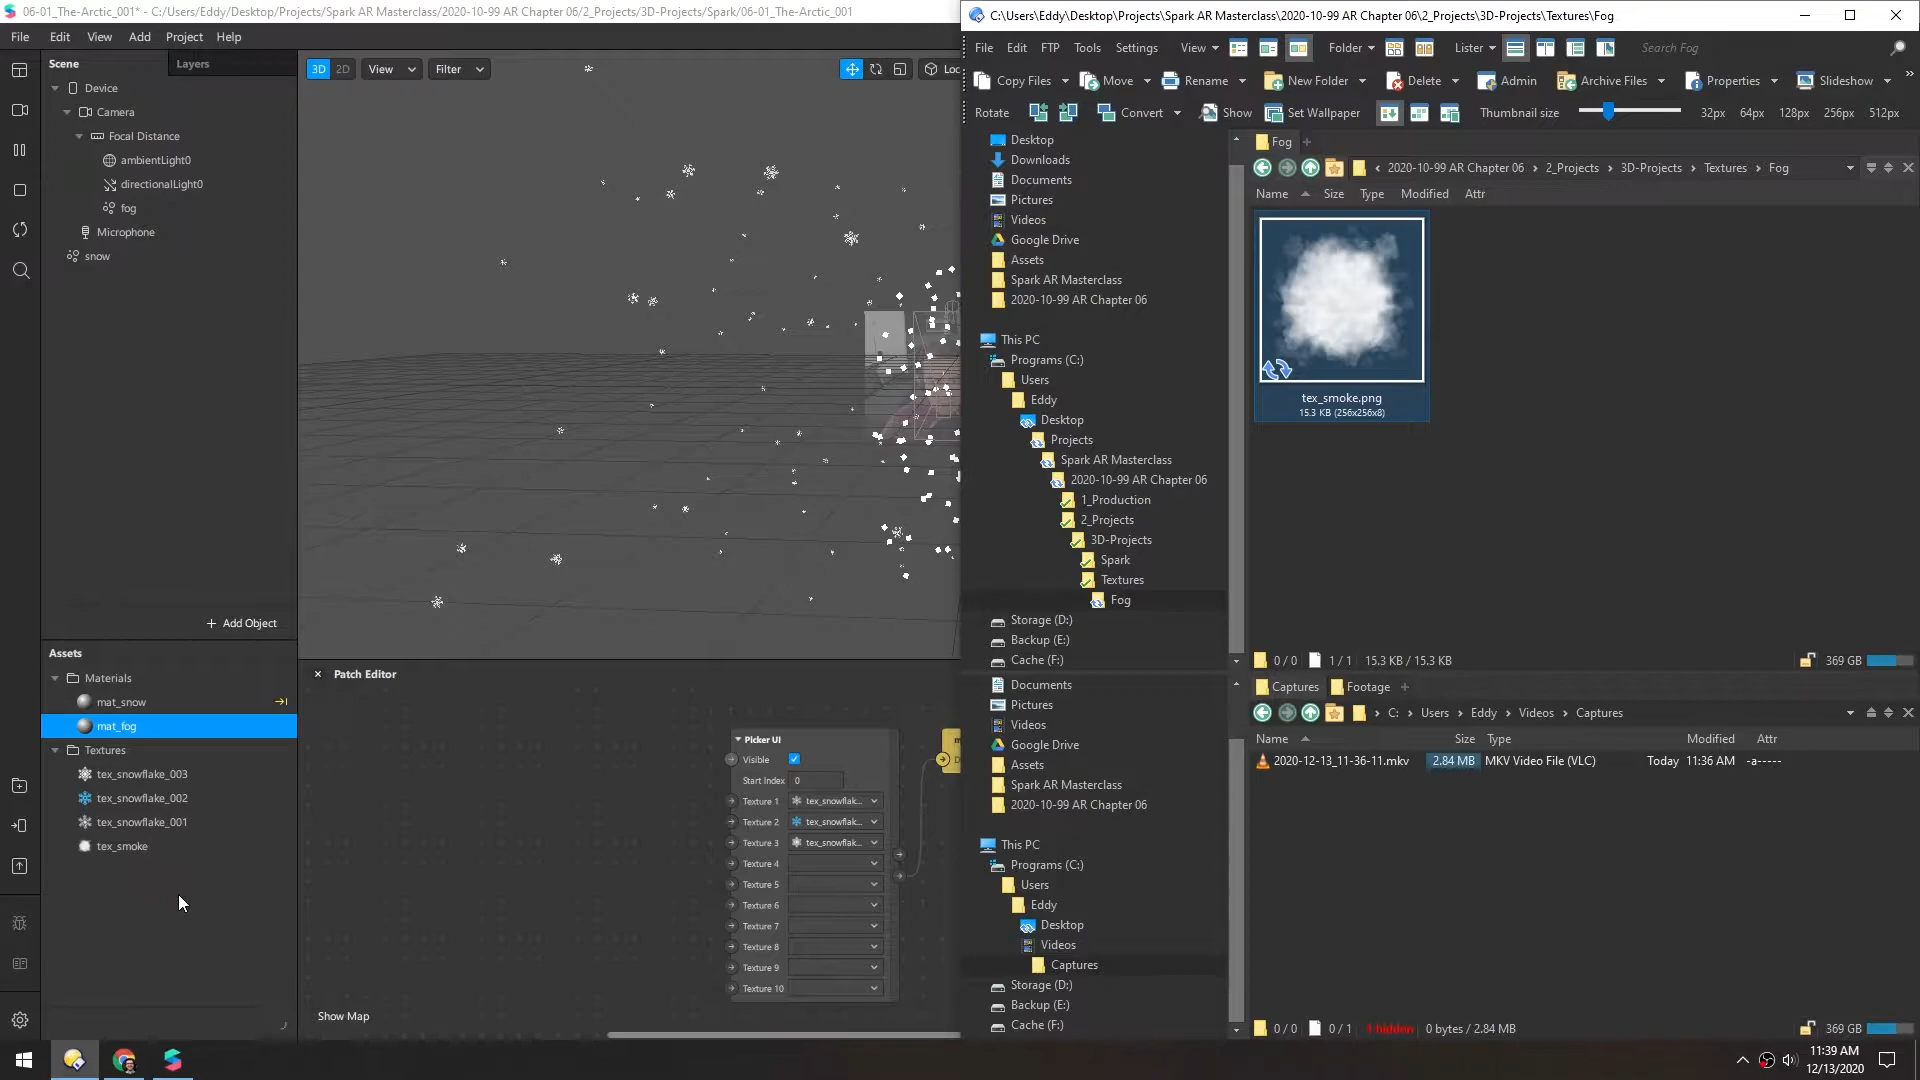 06-01_The-Arctic_001* - C:/Users/Eddy/Desktop/Projects/Spark AR Masterclass/2020-10-99 AR Chapter 06/2_Projects/3D-Projects/Spark/06-01_The-Arctic_001
File Edit View Add Project Help
Scene Layers
Device
Camera
Focal Distance
ambientLight0
directionalLight0
fog
Microphone
snow
+ Add Object
3D 2D View Filter Loc
Assets
Materials
mat_snow
mat_fog
Textures
tex_snowflake_003
tex_snowflake_002
tex_snowflake_001
tex_smoke
Patch Editor
Picker UI
Visible
Start Index 0
Texture 1 tex_snowflak...
Texture 2 tex_snowflak...
Texture 3 tex_snowflak...
Texture 4
Texture 5
Texture 6
Texture 7
Texture 8
Texture 9
Texture 10
Show Map
C:\Users\Eddy\Desktop\Projects\Spark AR Masterclass\2020-10-99 AR Chapter 06\2_Projects\3D-Projects\Textures\Fog
File Edit FTP Tools Settings View Folder Lister Search Fog
Copy Files Move Rename New Folder Delete Admin Archive Files Properties Slideshow »
Rotate Convert Show Set Wallpaper Thumbnail size 32px 64px 128px 256px 512px
Desktop
Downloads
Documents
Pictures
Videos
Google Drive
Assets
Spark AR Masterclass
2020-10-99 AR Chapter 06
This PC
Programs (C:)
Users
Eddy
Desktop
Projects
Spark AR Masterclass
2020-10-99 AR Chapter 06
1_Production
2_Projects
3D-Projects
Spark
Textures
Fog
Storage (D:)
Backup (E:)
Cache (F:)
Fog +
2020-10-99 AR Chapter 06 › 2_Projects › 3D-Projects › Textures › Fog
Name Size Type Modified Attr
tex_smoke.png
15.3 KB (256x256x8)
0 / 0 1 / 1 15.3 KB / 15.3 KB 369 GB
Documents
Pictures
Videos
Google Drive
Assets
Spark AR Masterclass
2020-10-99 AR Chapter 06
This PC
Programs (C:)
Users
Eddy
Desktop
Videos
Captures
Storage (D:)
Backup (E:)
Cache (F:)
Captures Footage +
› C: › Users › Eddy › Videos › Captures
Name Size Type Modified Attr
2020-12-13_11-36-11.mkv 2.84 MB MKV Video File (VLC) Today 11:36 AM -a-----
0 / 0 0 / 1 1 hidden 0 bytes / 2.84 MB 369 GB
11:39 AM
12/13/2020